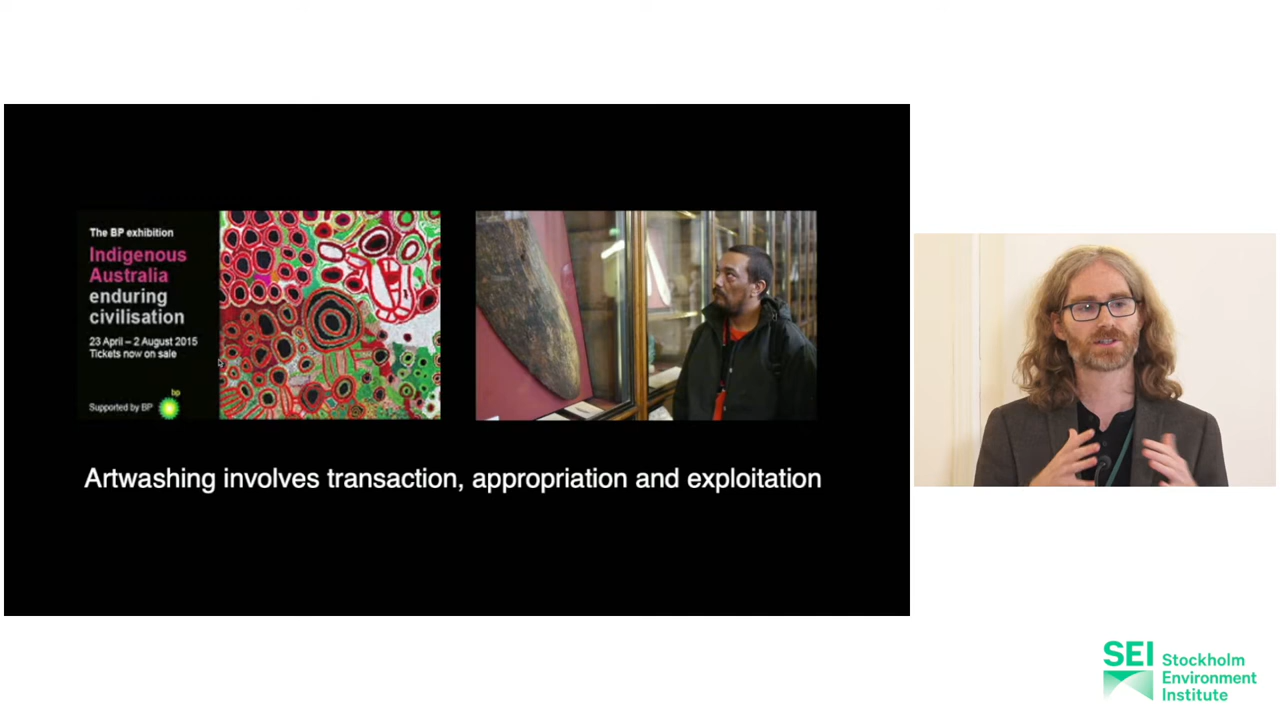 The BP exhibition
Indigenous
Australia
enduring
civilisation
23 April – 2 August 2015
Tickets now on sale
bp
Supported by BP
Artwashing involves transaction, appropriation and exploitation
SEI Stockholm
Environment
Institute